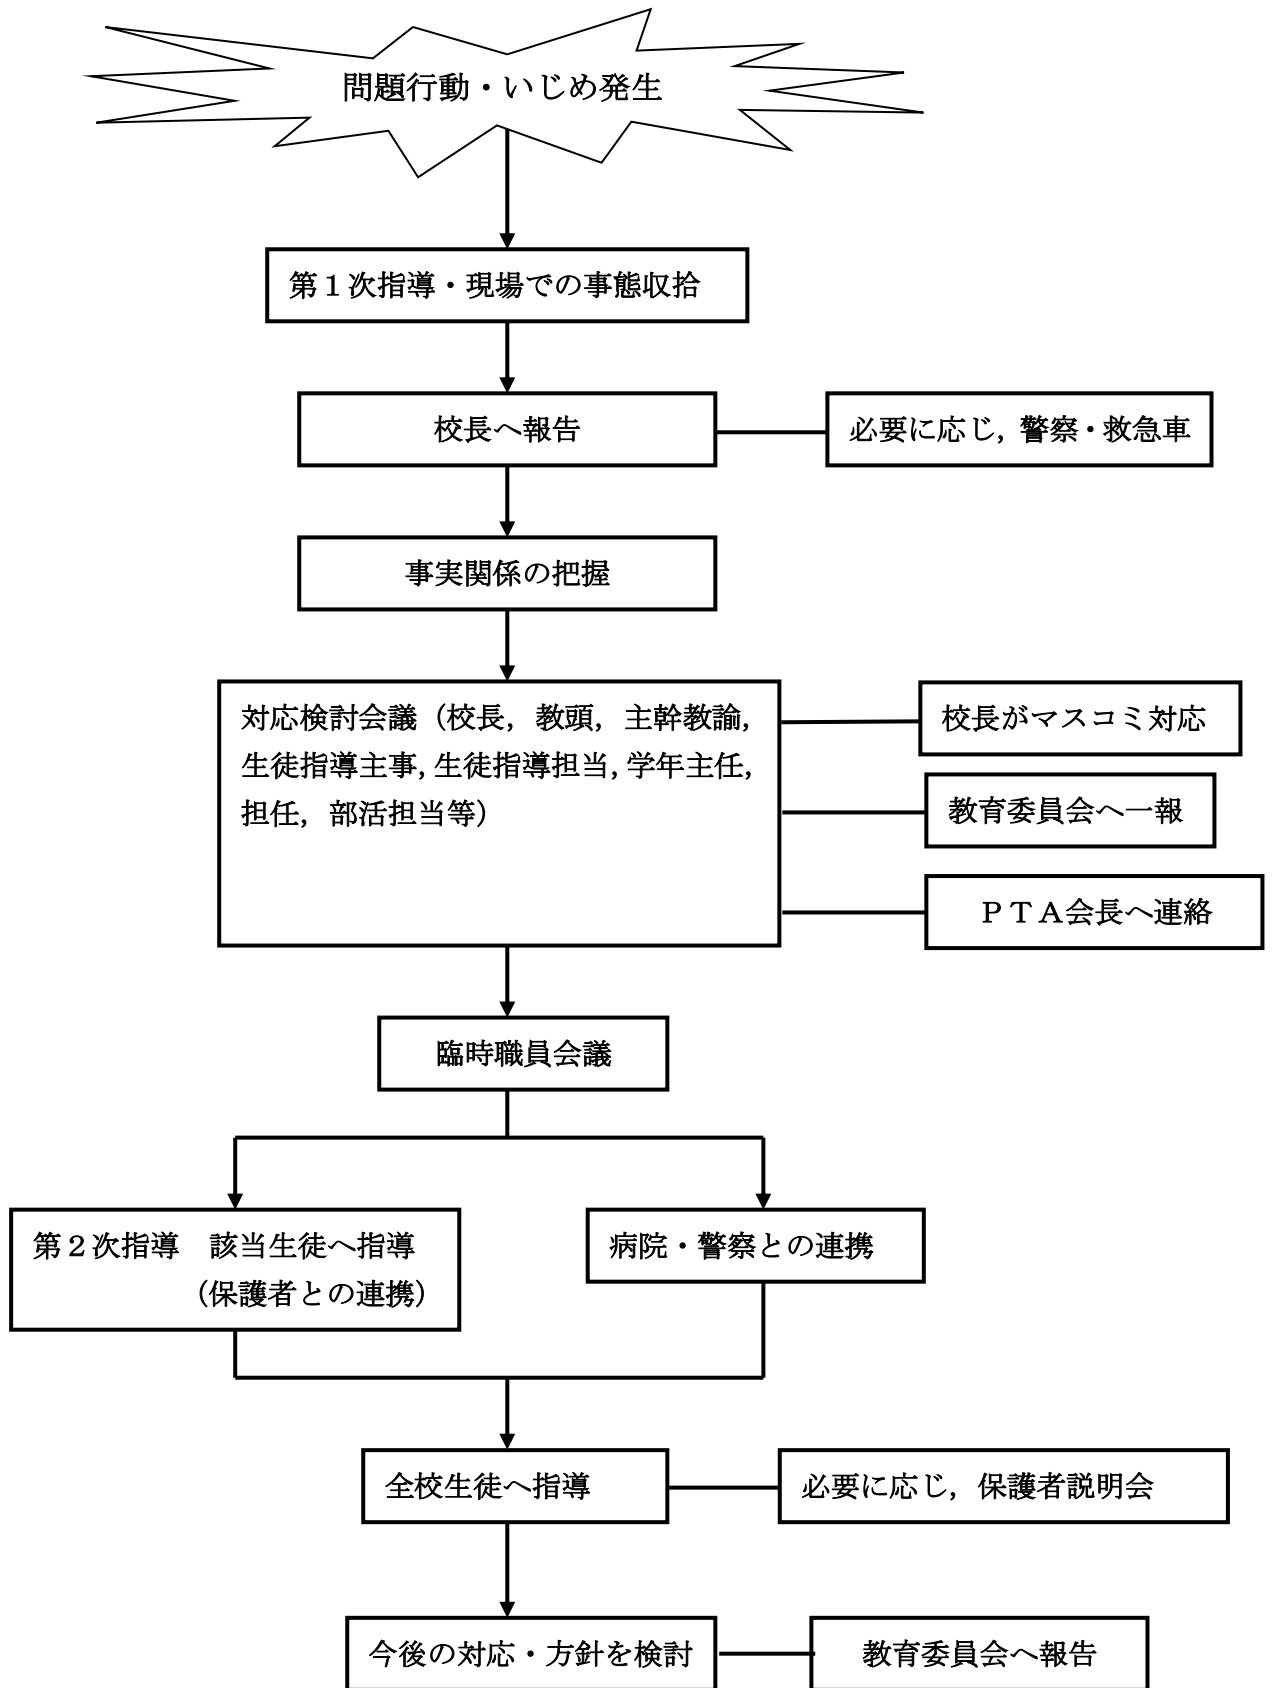 問題行動・いじめ発生
第１次指導・現場での事態収拾
校長へ報告
必要に応じ，警察・救急車
事実関係の把握
対応検討会議（校長，教頭，主幹教諭，
生徒指導主事，生徒指導担当，学年主任，
担任，部活担当等）
校長がマスコミ対応
教育委員会へ一報
ＰＴＡ会長へ連絡
臨時職員会議
第２次指導　該当生徒へ指導
（保護者との連携）
病院・警察との連携
全校生徒へ指導
必要に応じ，保護者説明会
今後の対応・方針を検討
教育委員会へ報告